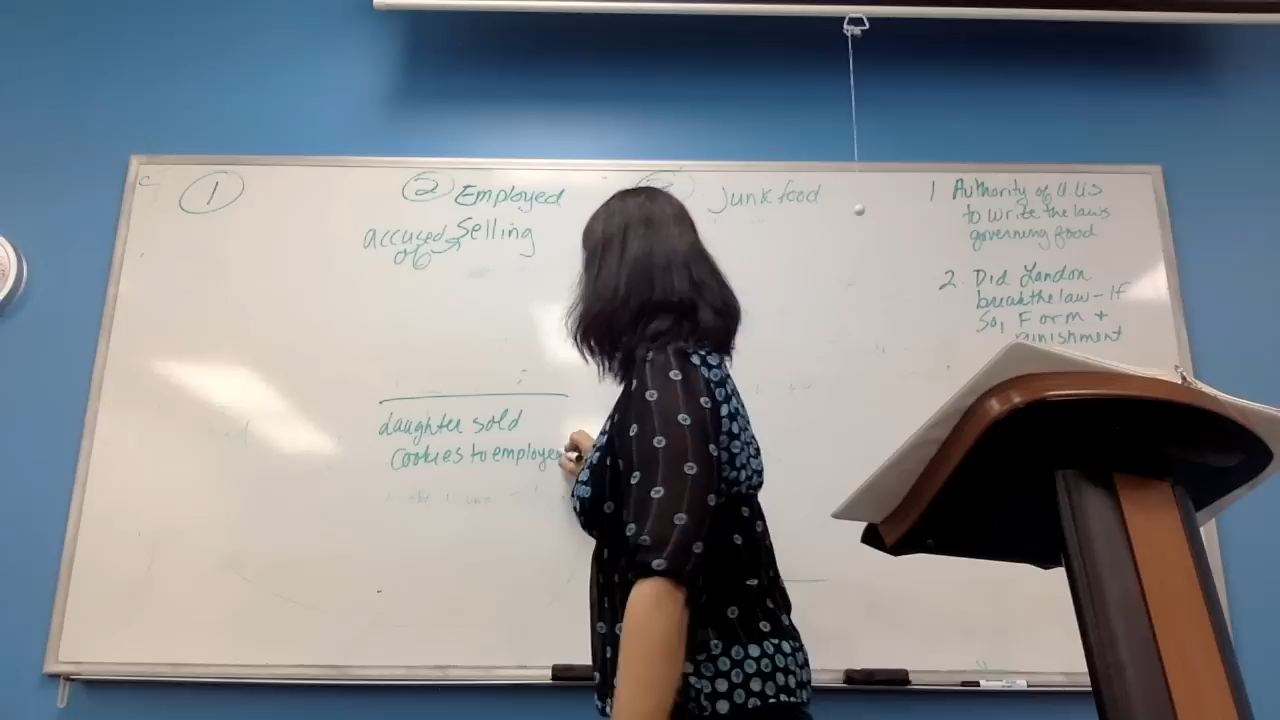 1
2 Employed
accused Selling
of
daughter sold
cookies to employee
Junk food
1 Authority of U.S
to write the laws
governing food
2. Did Landon
break the law - If
So, Form +
punishment